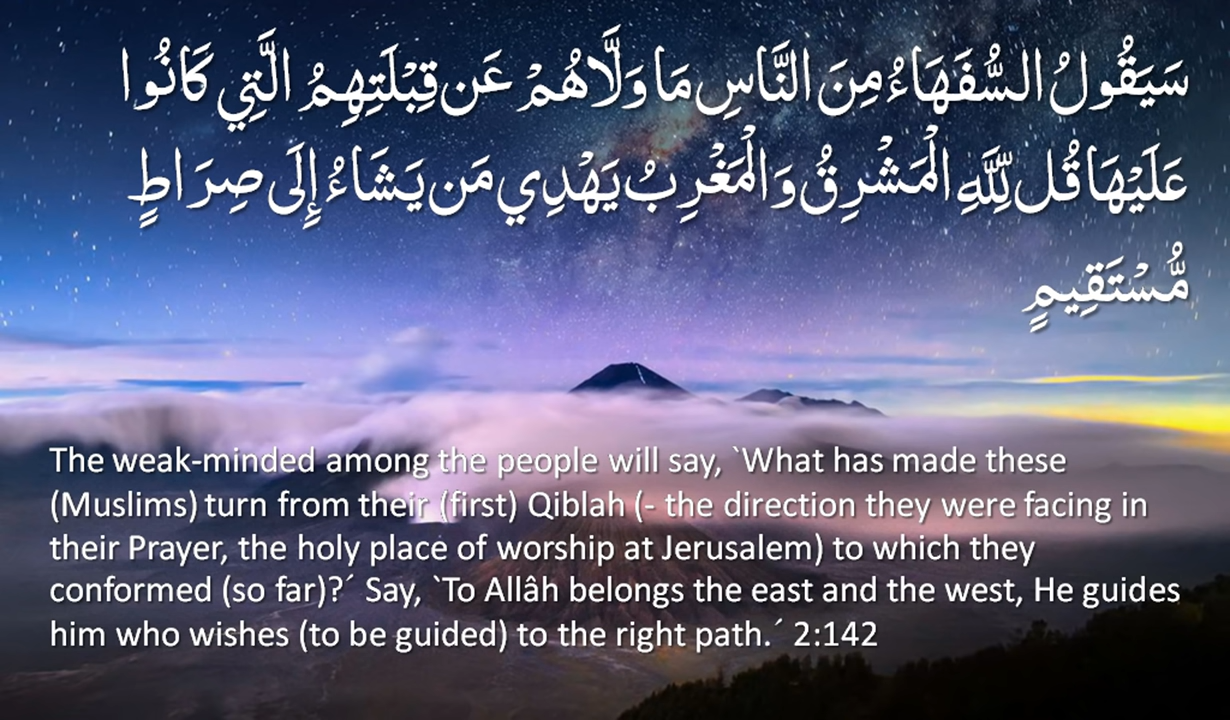 سَيَقُولُ السُّفَهَاءُ مِنَ النَّاسِ مَا وَلَّاهُمْ عَن قِبْلَتِهِمُ الَّتِي كَانُوا
عَلَيْهَا قُل لِّلَّهِ الْمَشْرِقُ وَالْمَغْرِبُ يَهْدِي مَن يَشَاءُ إِلَى صِرَاطٍ
مُّسْتَقِيمٍ
The weak-minded among the people will say, `What has made these
(Muslims) turn from their (first) Qiblah (- the direction they were facing in
their Prayer, the holy place of worship at Jerusalem) to which they
conformed (so far)?´ Say, `To Allâh belongs the east and the west, He guides
him who wishes (to be guided) to the right path.´ 2:142